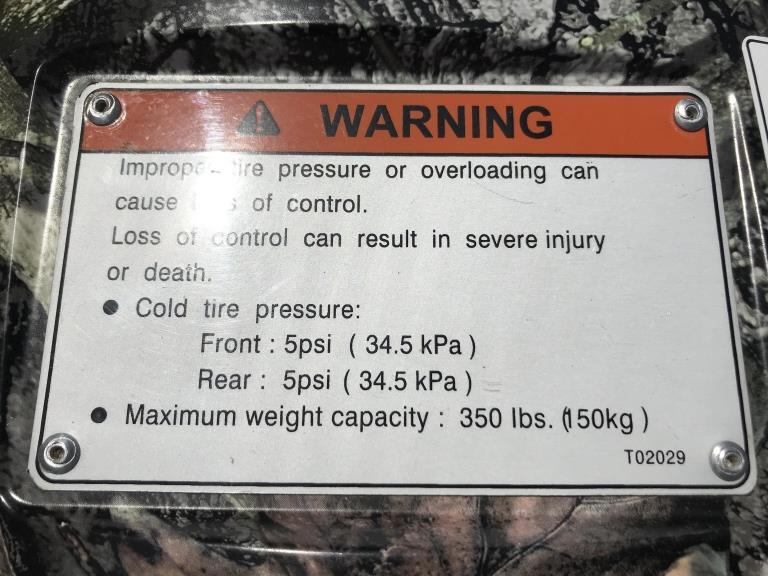 WARNING
pressure or overloading can
cause of control.
Loss of control can result in severe injury
or death.
● Cold tire pressure:
Front : 5psi ( 34.5 kPa )
Rear : 5psi ( 34.5 kPa )
● Maximum weight capacity : 350 lbs. (150kg )
T02029